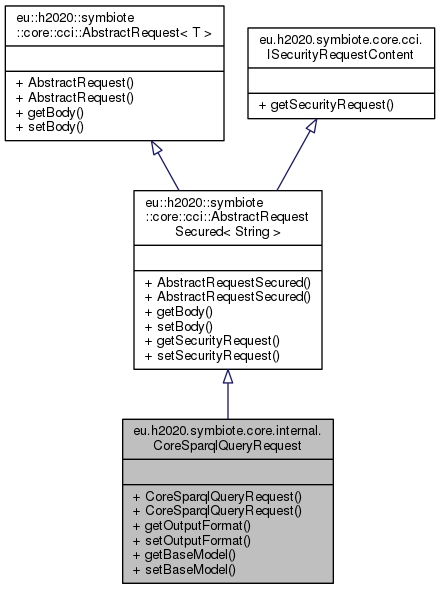 eu::h2020::symbiote
::core::cci::AbstractRequest< T >
+ AbstractRequest()
+ AbstractRequest()
+ getBody()
+ setBody()
eu.h2020.symbiote.core.cci.
ISecurityRequestContent
+ getSecurityRequest()
eu::h2020::symbiote
::core::cci::AbstractRequest
Secured< String >
+ AbstractRequestSecured()
+ AbstractRequestSecured()
+ getBody()
+ setBody()
+ getSecurityRequest()
+ setSecurityRequest()
eu.h2020.symbiote.core.internal.
CoreSparqlQueryRequest
+ CoreSparqlQueryRequest()
+ CoreSparqlQueryRequest()
+ getOutputFormat()
+ setOutputFormat()
+ getBaseModel()
+ setBaseModel()